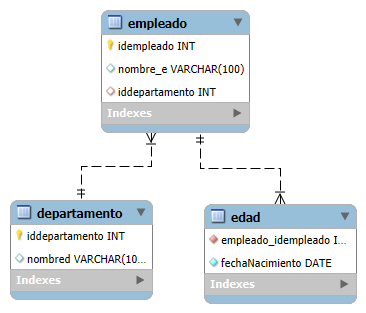 empleado
idempleado INT
nombre_e VARCHAR(100)
iddepartamento INT
Indexes
departamento
iddepartamento INT
nombred VARCHAR(10...
Indexes
edad
empleado_idempleado I...
fechaNacimiento DATE
Indexes